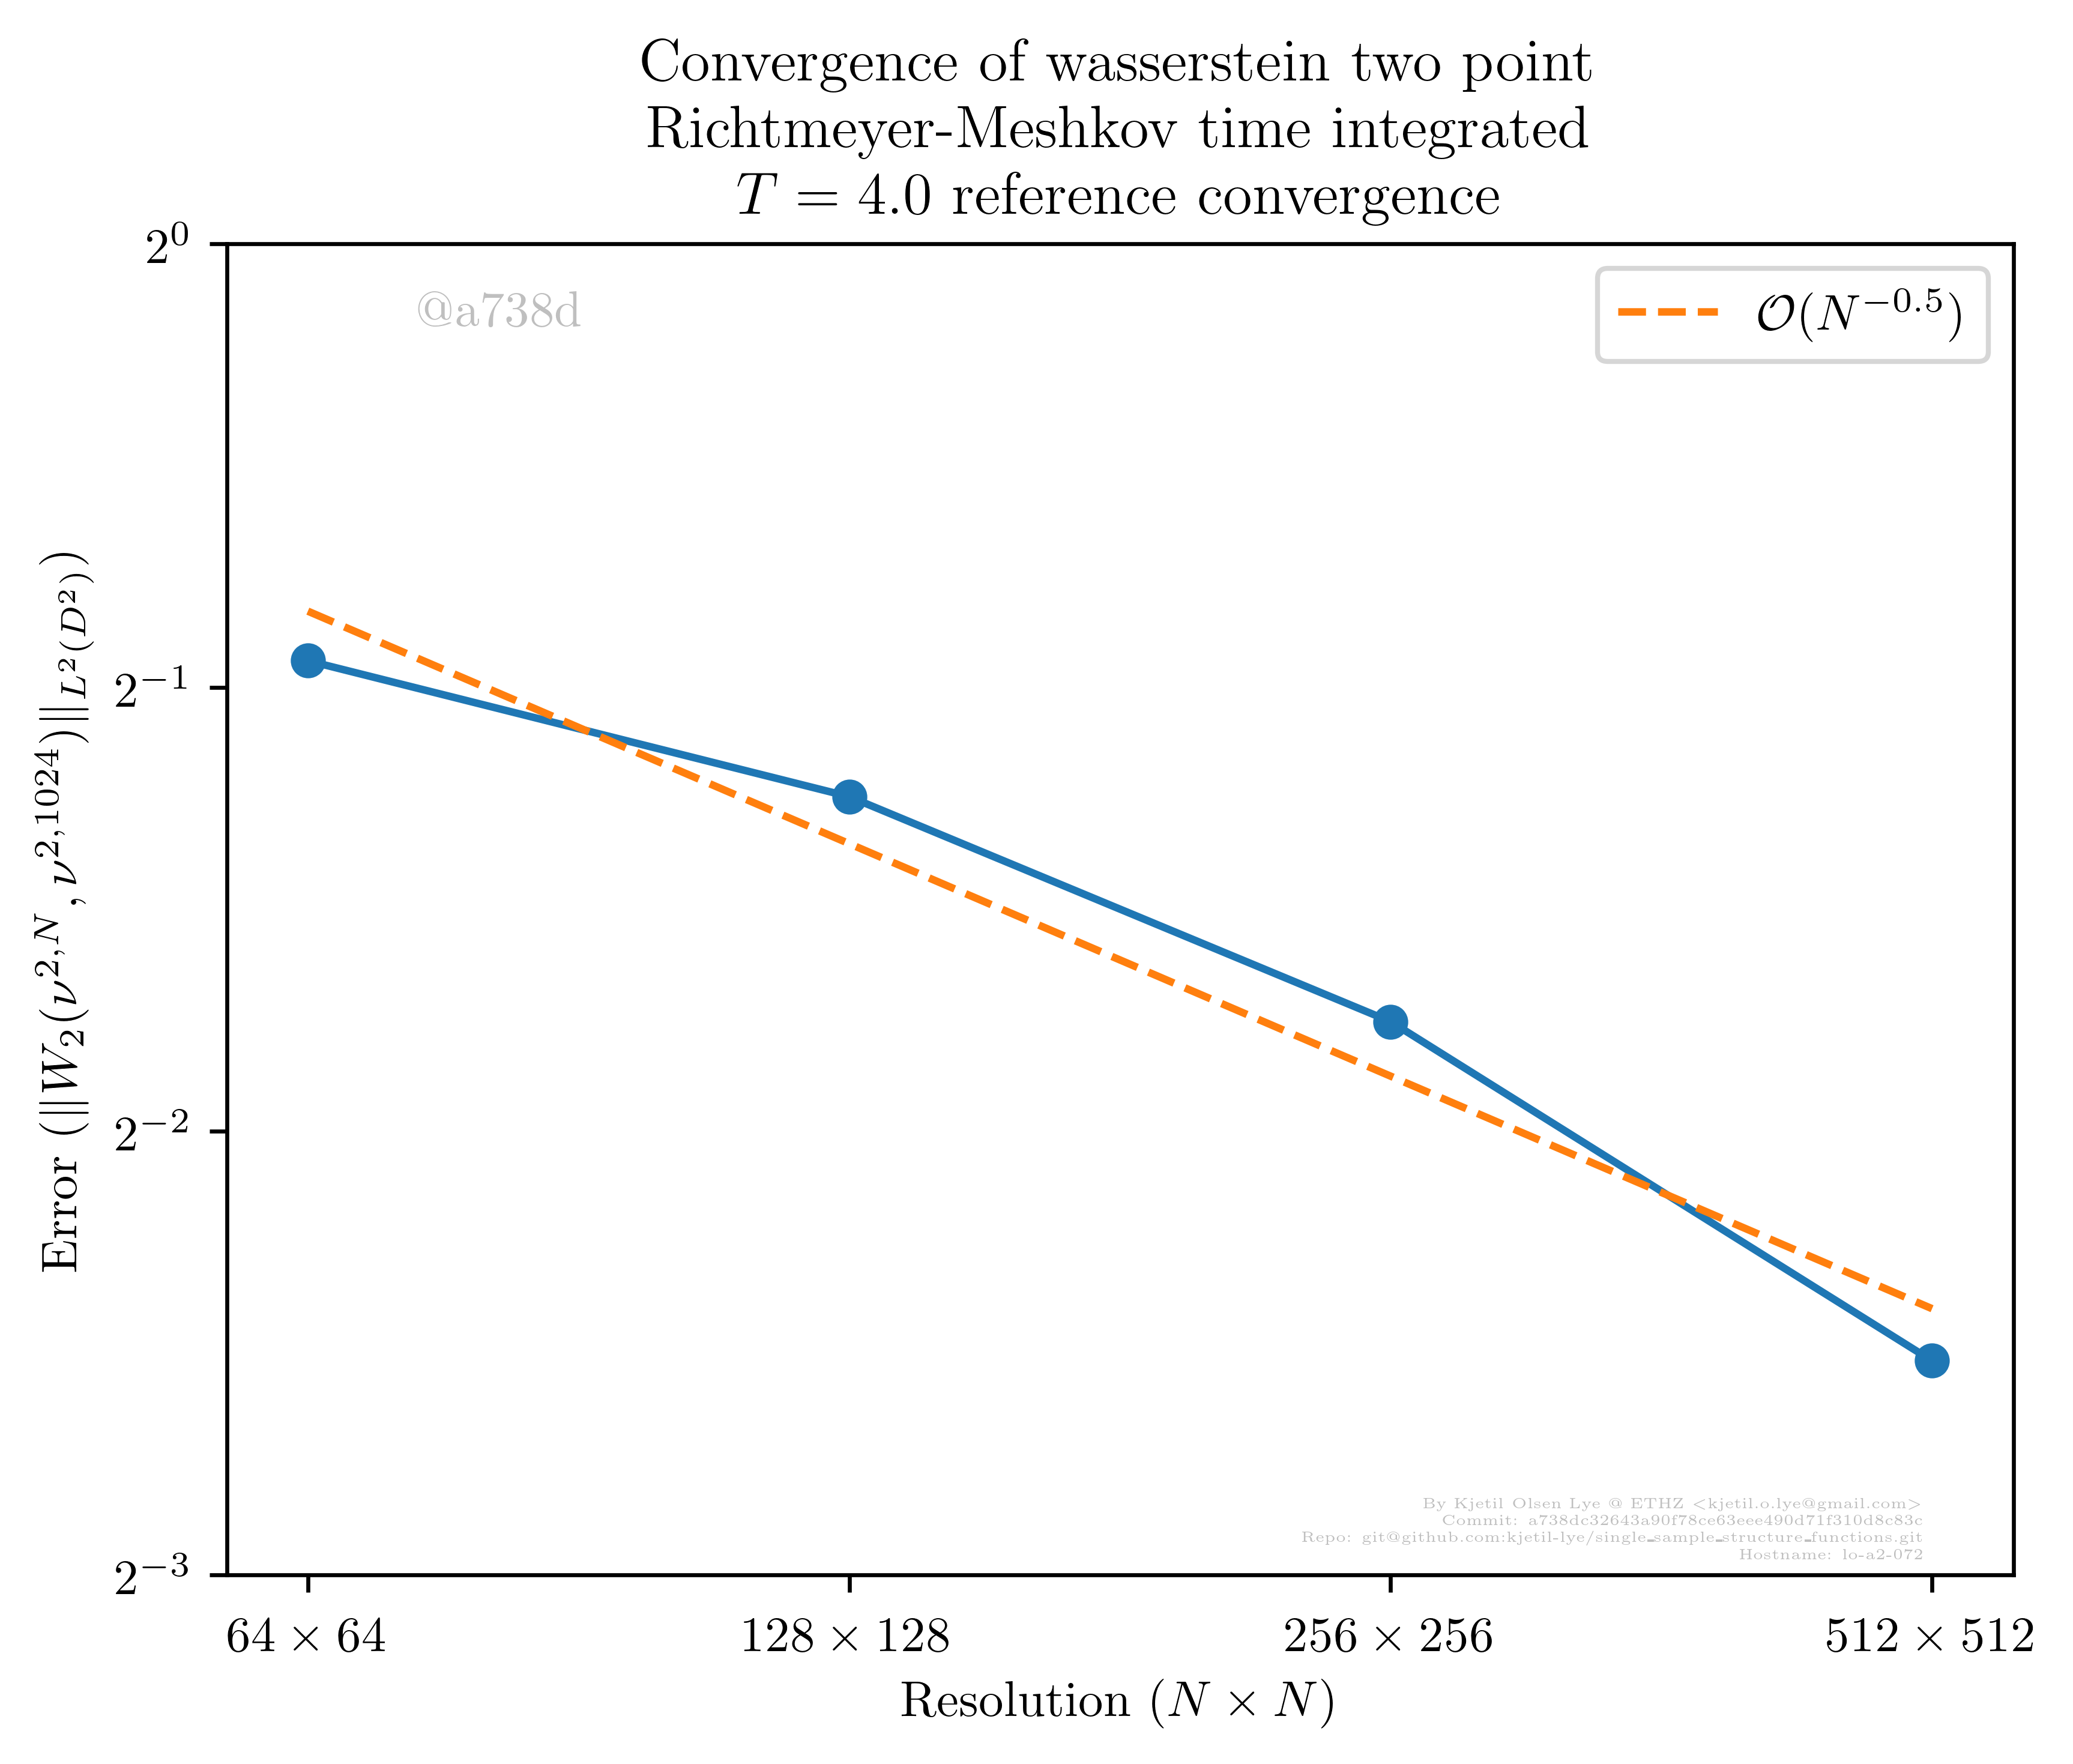 Convergence of wasserstein two point
Richtmeyer-Meshkov time integrated
T = 4.0 reference convergence
2^0
@a738d
O(N^{-0.5})
2^{-1}
Error (||W_2(ν^{2,N}, ν^{2,1024})||_{L^2(D^2)})
2^{-2}
By Kjetil Olsen Lye @ ETHZ <kjetil.o.lye@gmail.com>
Commit: a738dc32643a90f78ce63eee490d71f310d8c83c
Repo: git@github.com:kjetil-lye/single_sample_structure_functions.git
Hostname: lo-a2-072
2^{-3}
64 × 64 128 × 128 256 × 256 512 × 512
Resolution (N × N)